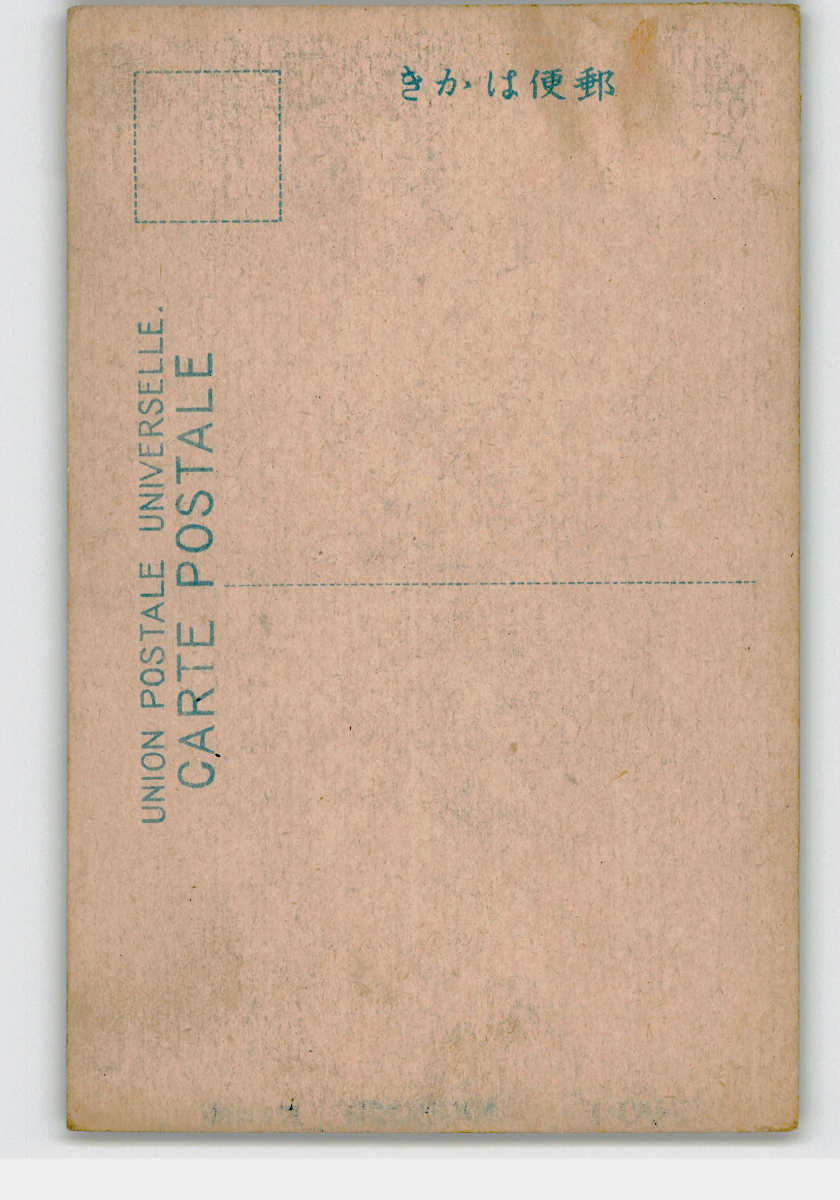 きかは便郵
UNION POSTALE UNIVERSELLE.
CARTE POSTALE